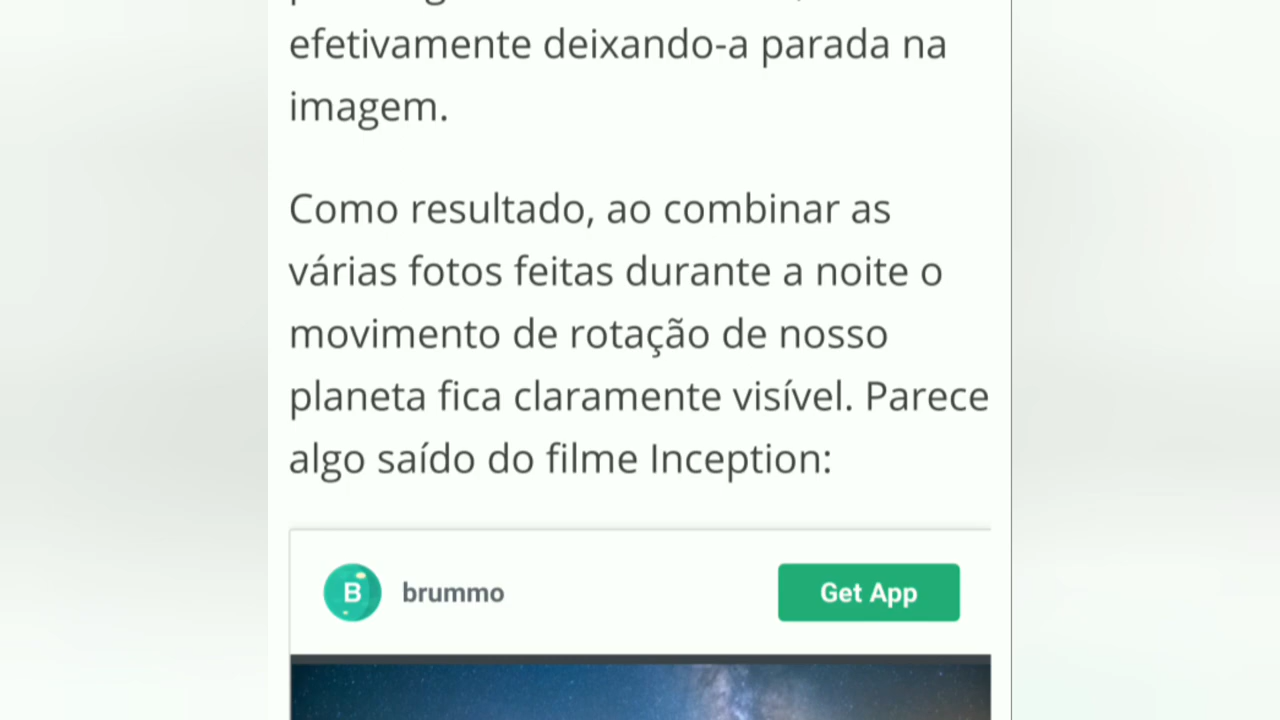 efetivamente deixando-a parada na
imagem.
Como resultado, ao combinar as
várias fotos feitas durante a noite o
movimento de rotação de nosso
planeta fica claramente visível. Parece
algo saído do filme Inception:
B brummo Get App